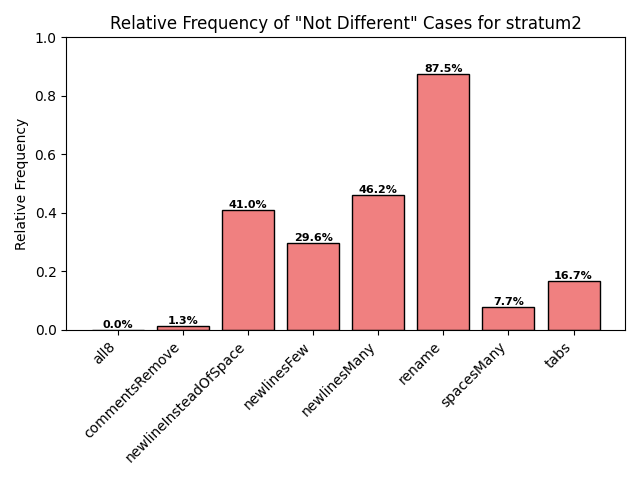 Relative Frequency of "Not Different" Cases for stratum2
1.0
0.8
0.6
0.4
0.2
0.0
Relative Frequency
0.0%
1.3%
41.0%
29.6%
46.2%
87.5%
7.7%
16.7%
all8
commentsRemove
newlineInsteadOfSpace
newlinesFew
newlinesMany
rename
spacesMany
tabs